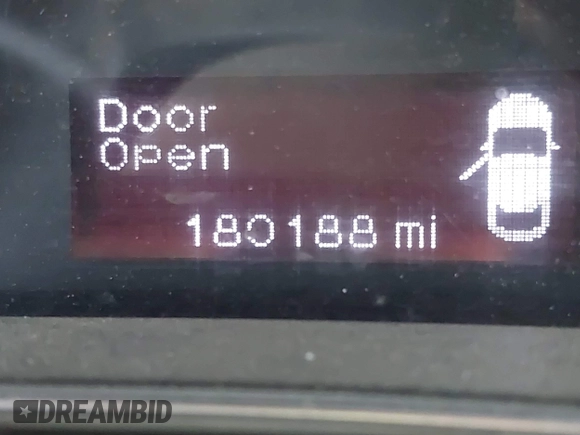 Door
Open
180188 mi
DREAMBID